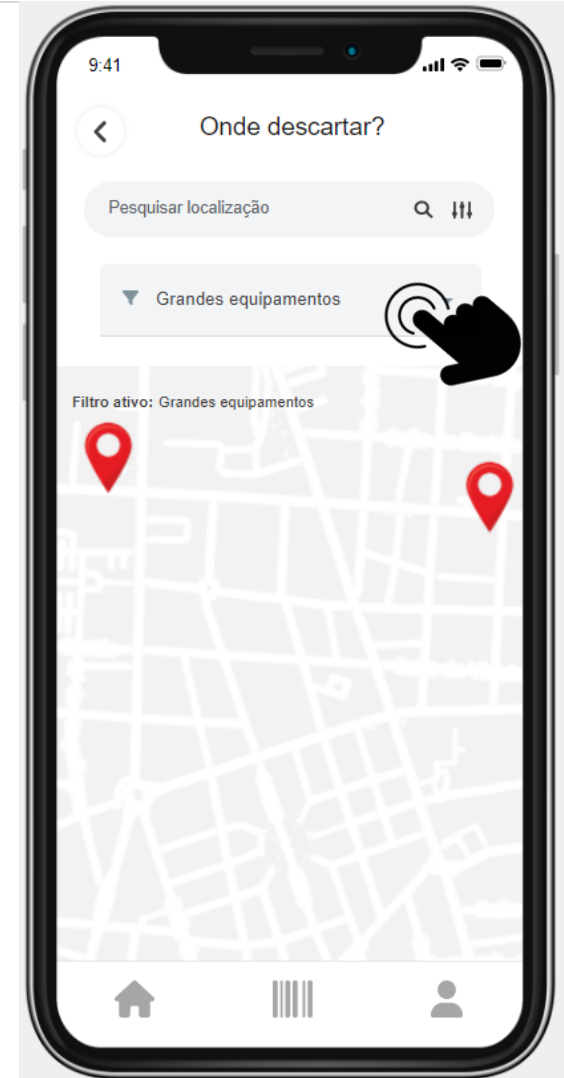 9:41
Onde descartar?
Pesquisar localização
Grandes equipamentos
Filtro ativo: Grandes equipamentos